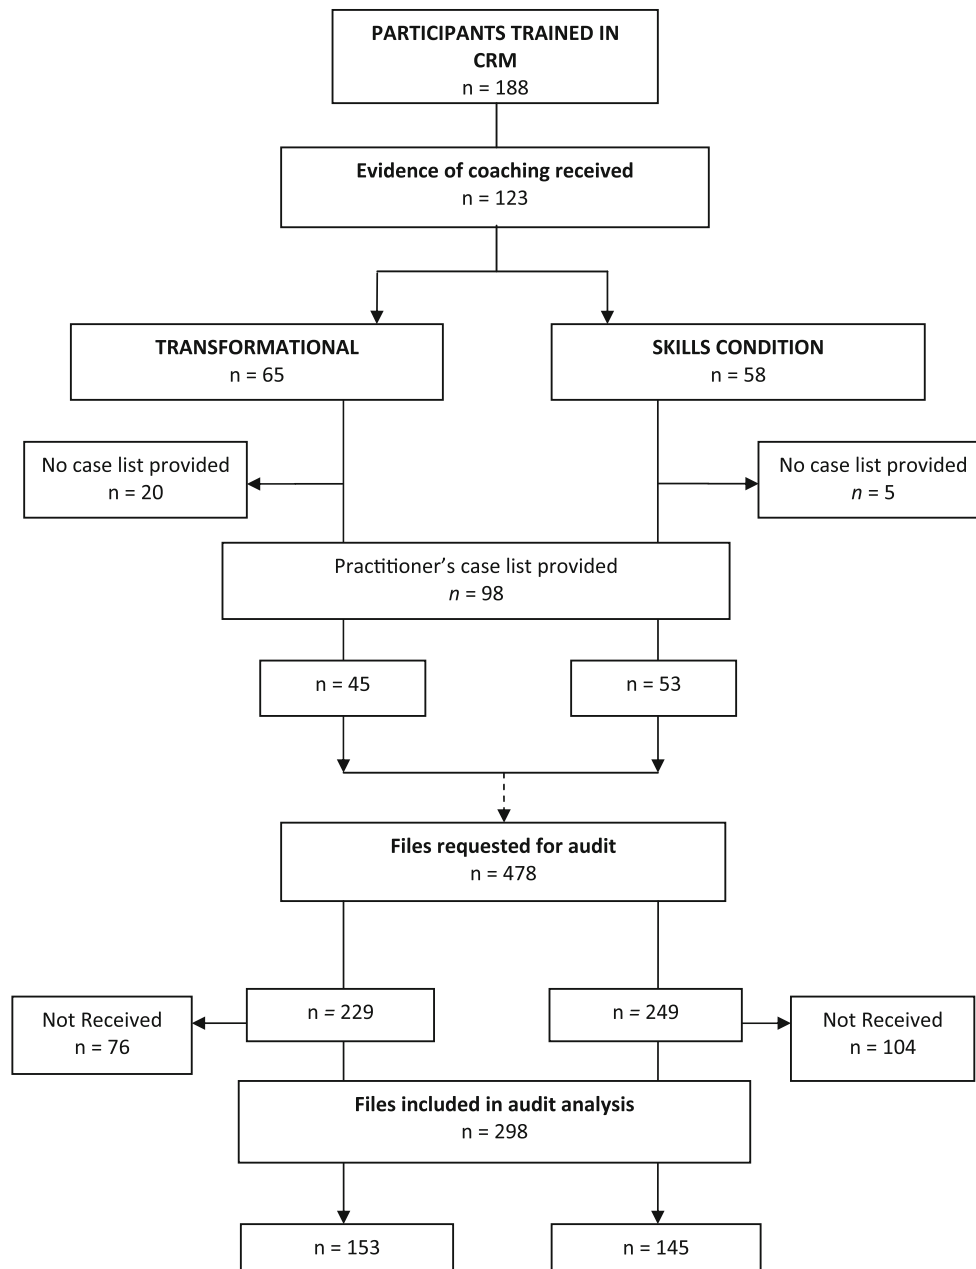 PARTICIPANTS TRAINED IN
CRM
n = 188
Evidence of coaching received
n = 123
TRANSFORMATIONAL
n = 65
SKILLS CONDITION
n = 58
No case list provided
n = 20
No case list provided
n = 5
Practitioner’s case list provided
n = 98
n = 45
n = 53
Files requested for audit
n = 478
n = 229
n = 249
Not Received
n = 76
Not Received
n = 104
Files included in audit analysis
n = 298
n = 153
n = 145